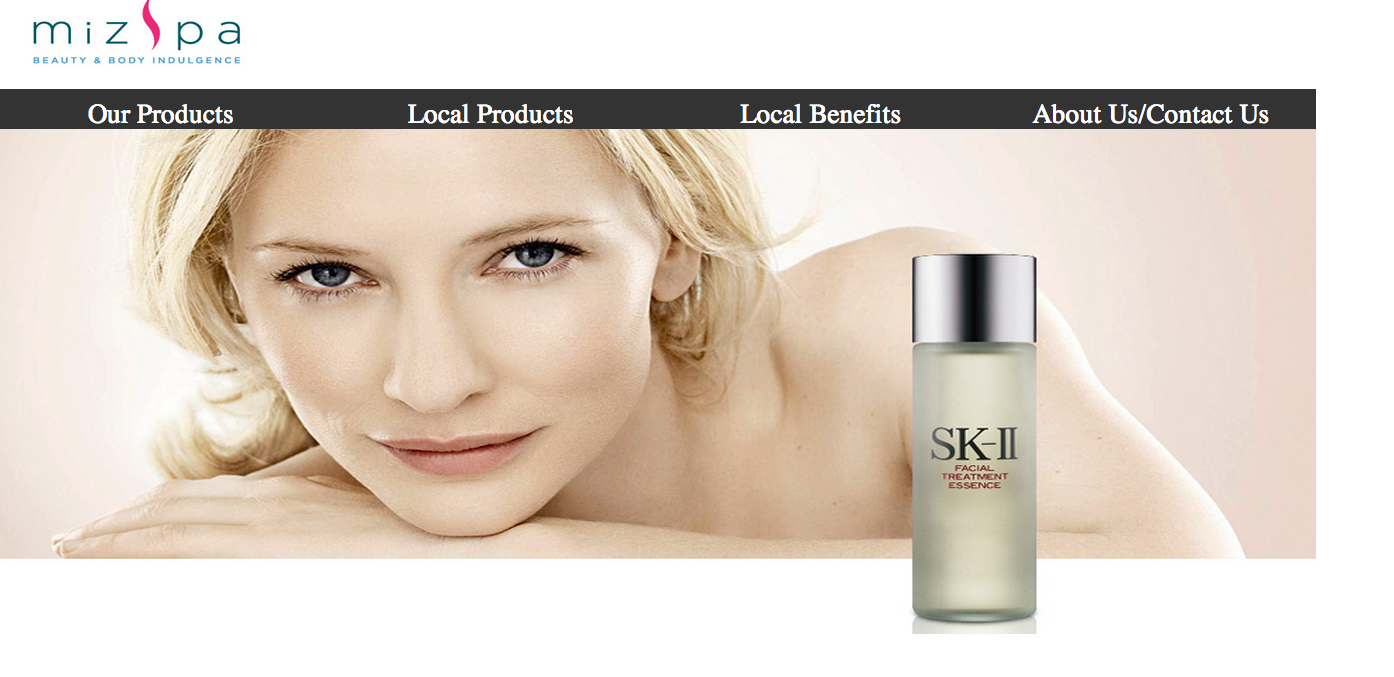 mizspa
BEAUTY & BODY INDULGENCE
Our Products
Local Products
Local Benefits
About Us/Contact Us
SK-II
FACIAL
TREATMENT
ESSENCE